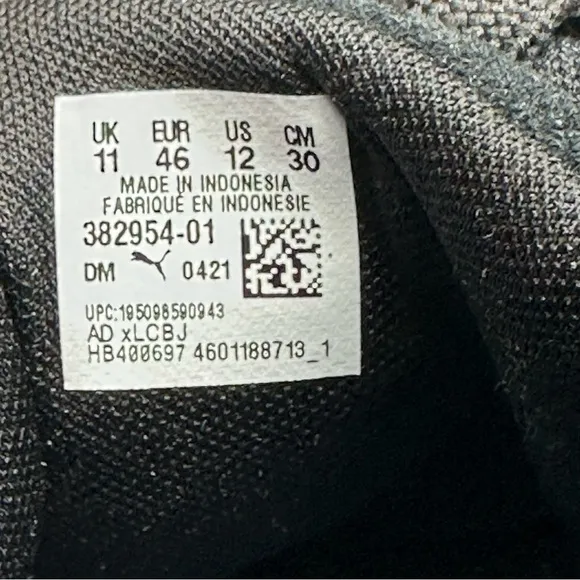 UK EUR US CM
11 46 12 30
MADE IN INDONESIA
FABRIQUÉ EN INDONESIE
382954-01
DM 0421
UPC:195098590943
AD xLCBJ
HB400697 4601188713_1